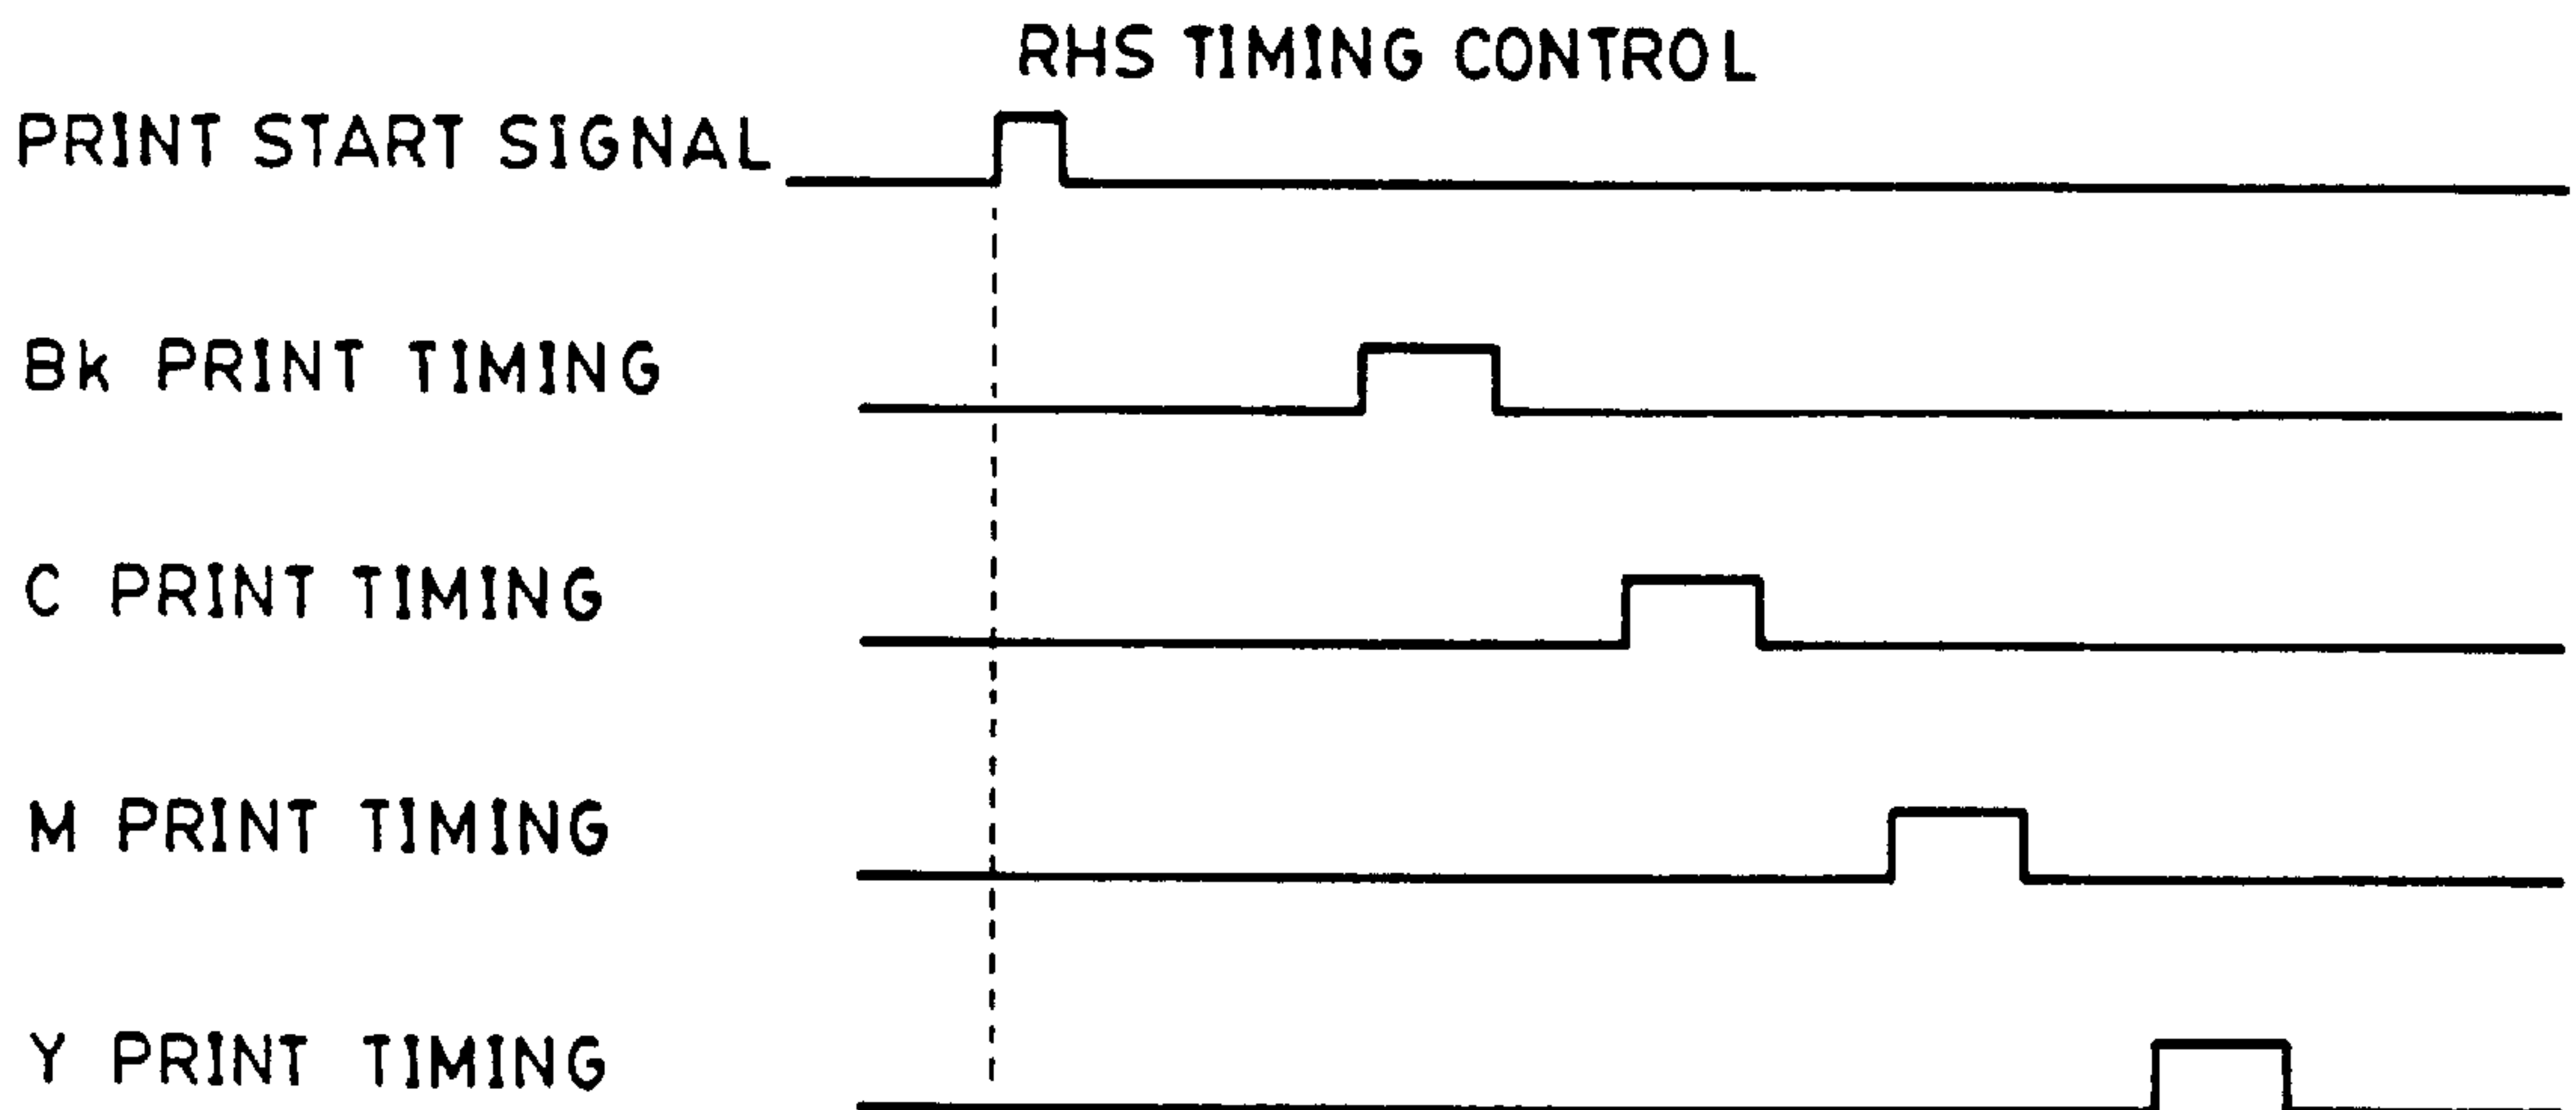 RHS TIMING CONTROL
PRINT START SIGNAL
Bk PRINT TIMING
C PRINT TIMING
M PRINT TIMING
Y PRINT TIMING